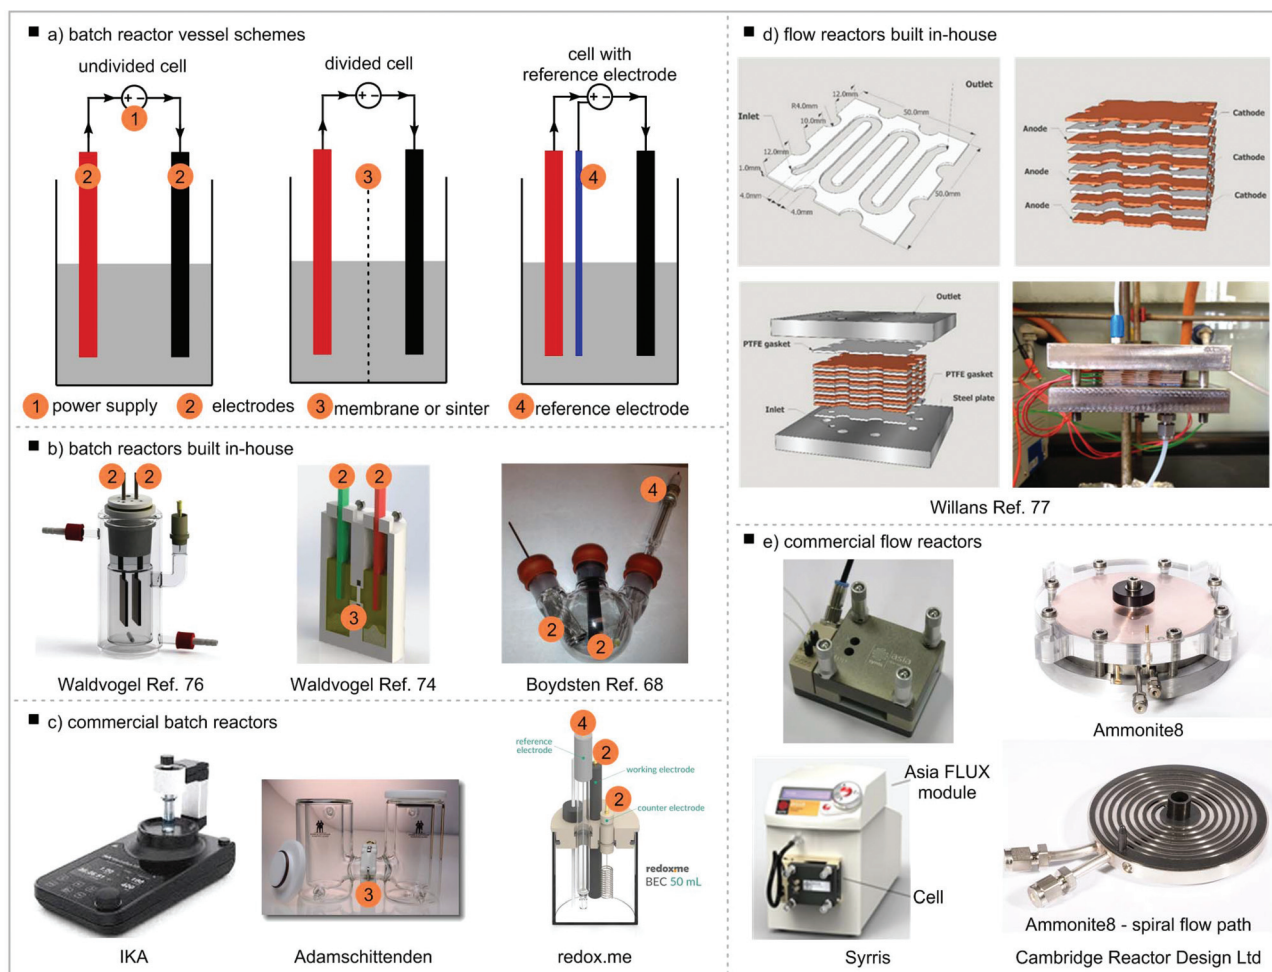 ■ a) batch reactor vessel schemes
undivided cell
divided cell
cell with
reference electrode
1
2
2
3
4
1 power supply
2 electrodes
3 membrane or sinter
4 reference electrode
■ b) batch reactors built in-house
2
2
2
2
3
4
2
2
Waldvogel Ref. 76
Waldvogel Ref. 74
Boydsten Ref. 68
■ c) commercial batch reactors
3
4
reference
electrode
2
working electrode
2
counter electrode
redox.me
BEC 50 mL
IKA
Adamschittenden
redox.me
■ d) flow reactors built in-house
Outlet
12.0mm
50.0mm
R4.0mm
10.0mm
Inlet
12.0mm
1.0mm
4.0mm
4.0mm
50.0mm
Cathode
Anode
Cathode
Anode
Cathode
Anode
Outlet
PTFE gasket
PTFE gasket
Steel plate
Inlet
Willans Ref. 77
■ e) commercial flow reactors
asia
Ammonite8
Asia FLUX
module
Cell
Syrris
Ammonite8 - spiral flow path
Cambridge Reactor Design Ltd